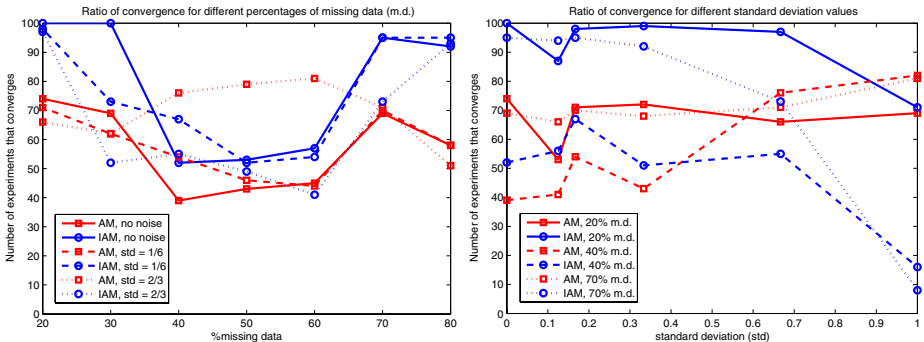 Ratio of convergence for different percentages of missing data (m.d.)
Number of experiments that converges
100
90
80
70
60
50
40
30
20
10
0
AM, no noise
IAM, no noise
AM, std = 1/6
IAM, std = 1/6
AM, std = 2/3
IAM, std = 2/3
20
30
40
50
60
70
80
%missing data
Ratio of convergence for different standard deviation values
Number of experiments that converges
100
90
80
70
60
50
40
30
20
10
0
AM, 20% m.d.
IAM, 20% m.d.
AM, 40% m.d.
IAM, 40% m.d.
AM, 70% m.d.
IAM, 70% m.d.
0
0.1
0.2
0.3
0.4
0.5
0.6
0.7
0.8
0.9
1
standard deviation (std)